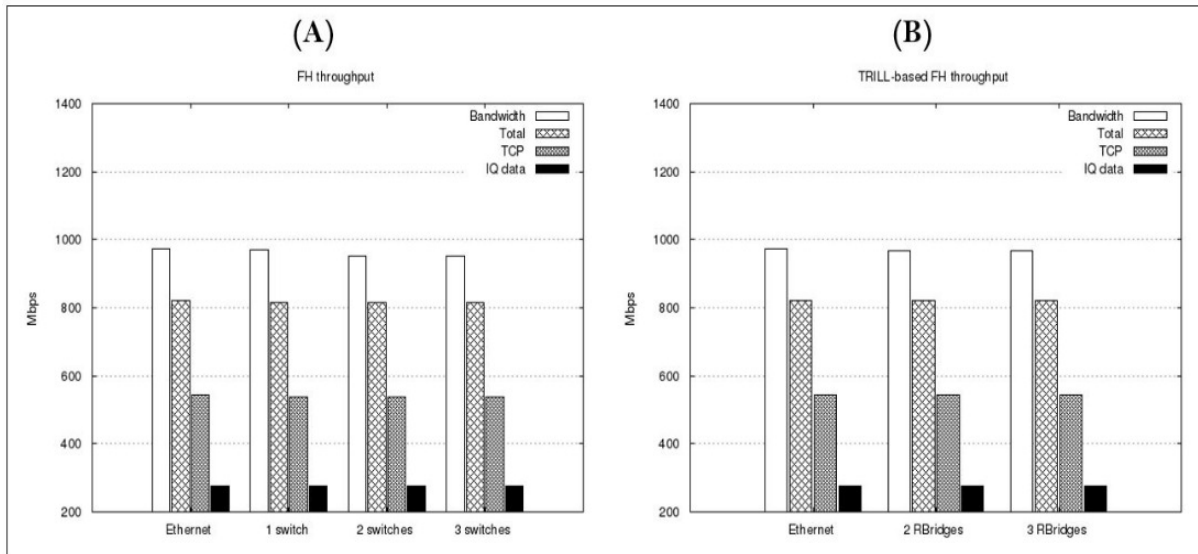 (A)
FH throughput
1400
1200
1000
800
600
400
200
Mbps
Bandwidth
Total
TCP
IQ data
Ethernet 1 switch 2 switches 3 switches
(B)
TRILL-based FH throughput
1400
1200
1000
800
600
400
200
Mbps
Bandwidth
Total
TCP
IQ data
Ethernet 2 RBridges 3 RBridges